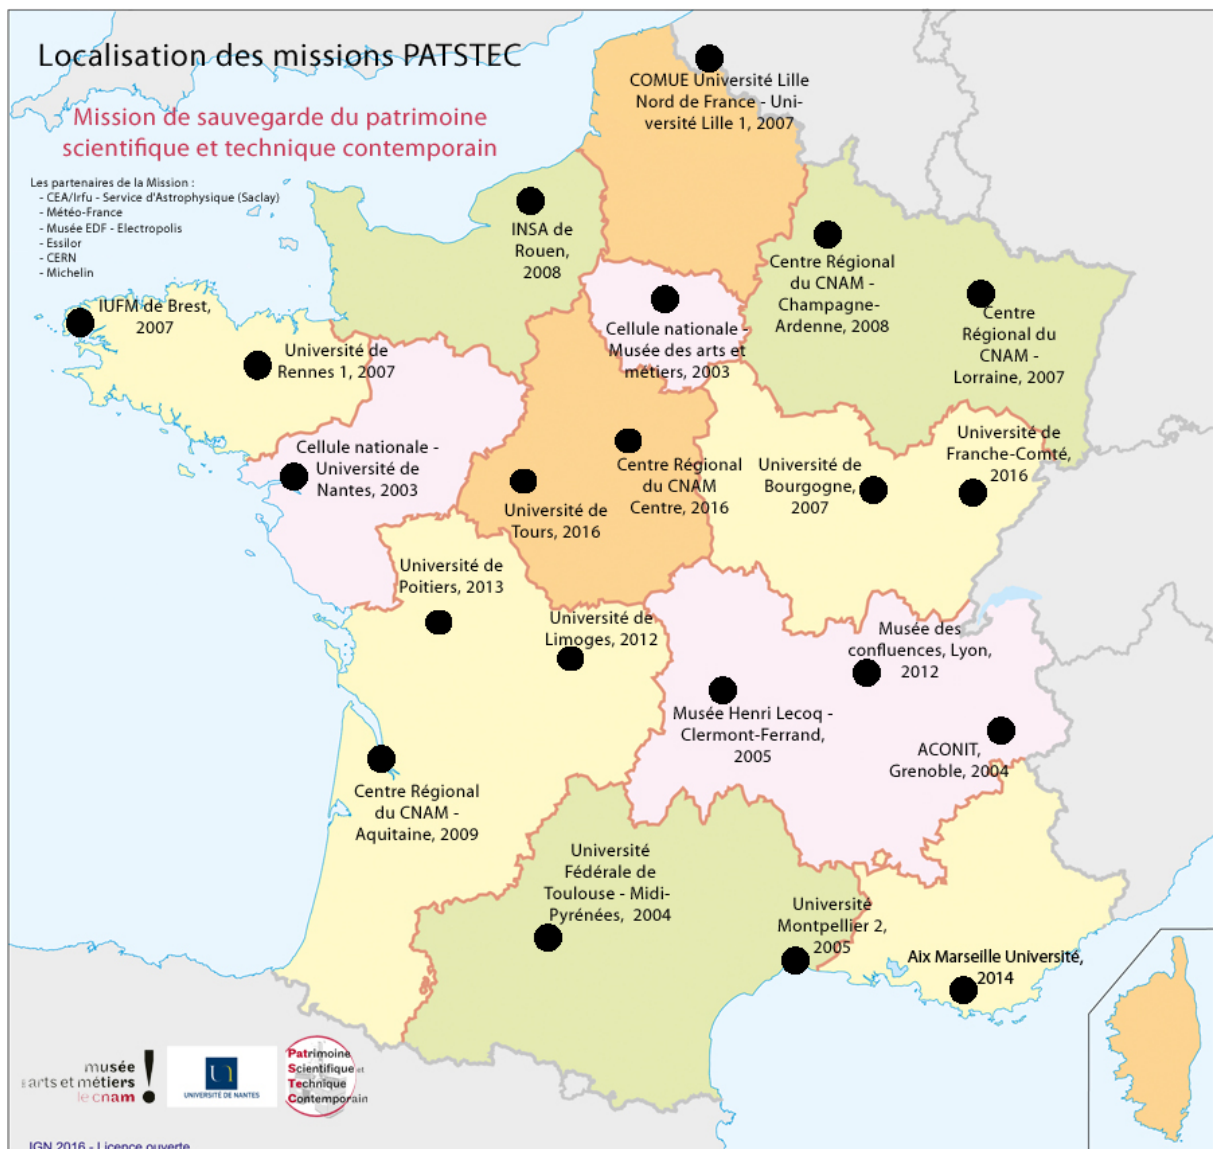 Localisation des missions PATSTEC
Mission de sauvegarde du patrimoine
scientifique et technique contemporain
Les partenaires de la Mission :
- CEA/Irfu - Service d'Astrophysique (Saclay)
- Météo-France
- Musée EDF - Electropolis
- Essilor
- CERN
- Michelin
COMUE Université Lille
Nord de France - Uni-
versité Lille 1, 2007
INSA de
Rouen,
2008
Centre Régional
du CNAM -
Champagne-
Ardenne, 2008
Centre
Régional du
CNAM -
Lorraine, 2007
IUFM de Brest,
2007
Université de
Rennes 1, 2007
Cellule nationale -
Musée des arts et
métiers, 2003
Cellule nationale -
Université de
Nantes, 2003
Université de
Tours, 2016
Centre Régional
du CNAM
Centre, 2016
Université de
Bourgogne,
2007
Université de
Franche-Comté,
2016
Université de
Poitiers, 2013
Université de
Limoges, 2012
Musée des
confluences, Lyon,
2012
Musée Henri Lecoq -
Clermont-Ferrand,
2005
ACONIT,
Grenoble, 2004
Centre Régional
du CNAM -
Aquitaine, 2009
Université
Fédérale de
Toulouse - Midi-
Pyrénées, 2004
Université
Montpellier 2,
2005
Aix Marseille Université,
2014
musée
des arts et métiers
le cnam
UNIVERSITÉ DE NANTES
Patrimoine
Scientifique et
Technique
Contemporain
IGN 2016 - Licence ouverte